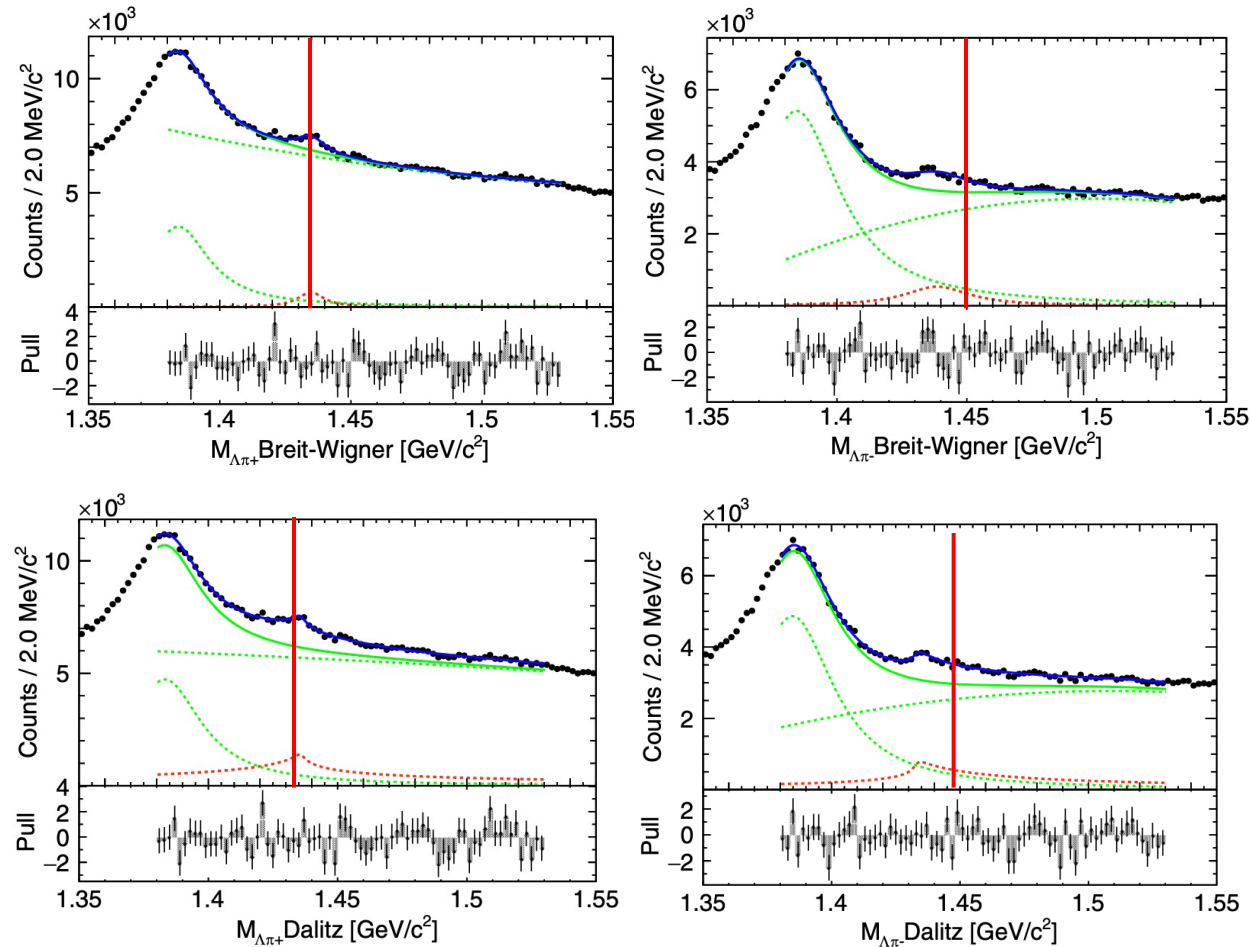 ×10³
Counts / 2.0 MeV/c²
10
5
Pull
4
4
2
0
−2
1.35 1.4 1.45 1.5 1.55
M_Λπ+ Breit-Wigner [GeV/c²]
×10³
Counts / 2.0 MeV/c²
6
4
2
Pull
2
0
−2
1.35 1.4 1.45 1.5 1.55
M_Λπ- Breit-Wigner [GeV/c²]
×10³
Counts / 2.0 MeV/c²
10
5
Pull
4
2
0
−2
1.35 1.4 1.45 1.5 1.55
M_Λπ+ Dalitz [GeV/c²]
×10³
Counts / 2.0 MeV/c²
6
4
2
Pull
2
0
−2
1.35 1.4 1.45 1.5 1.55
M_Λπ- Dalitz [GeV/c²]